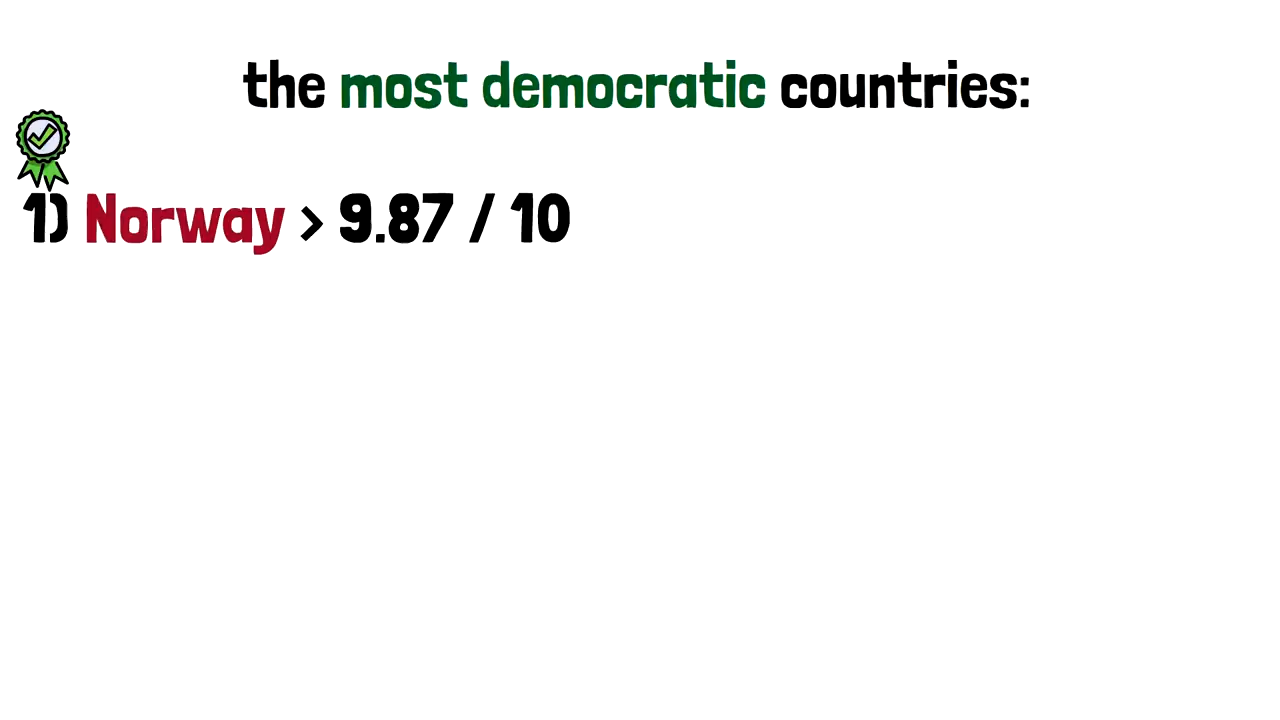 the most democratic countries:
1) Norway > 9.87 / 10